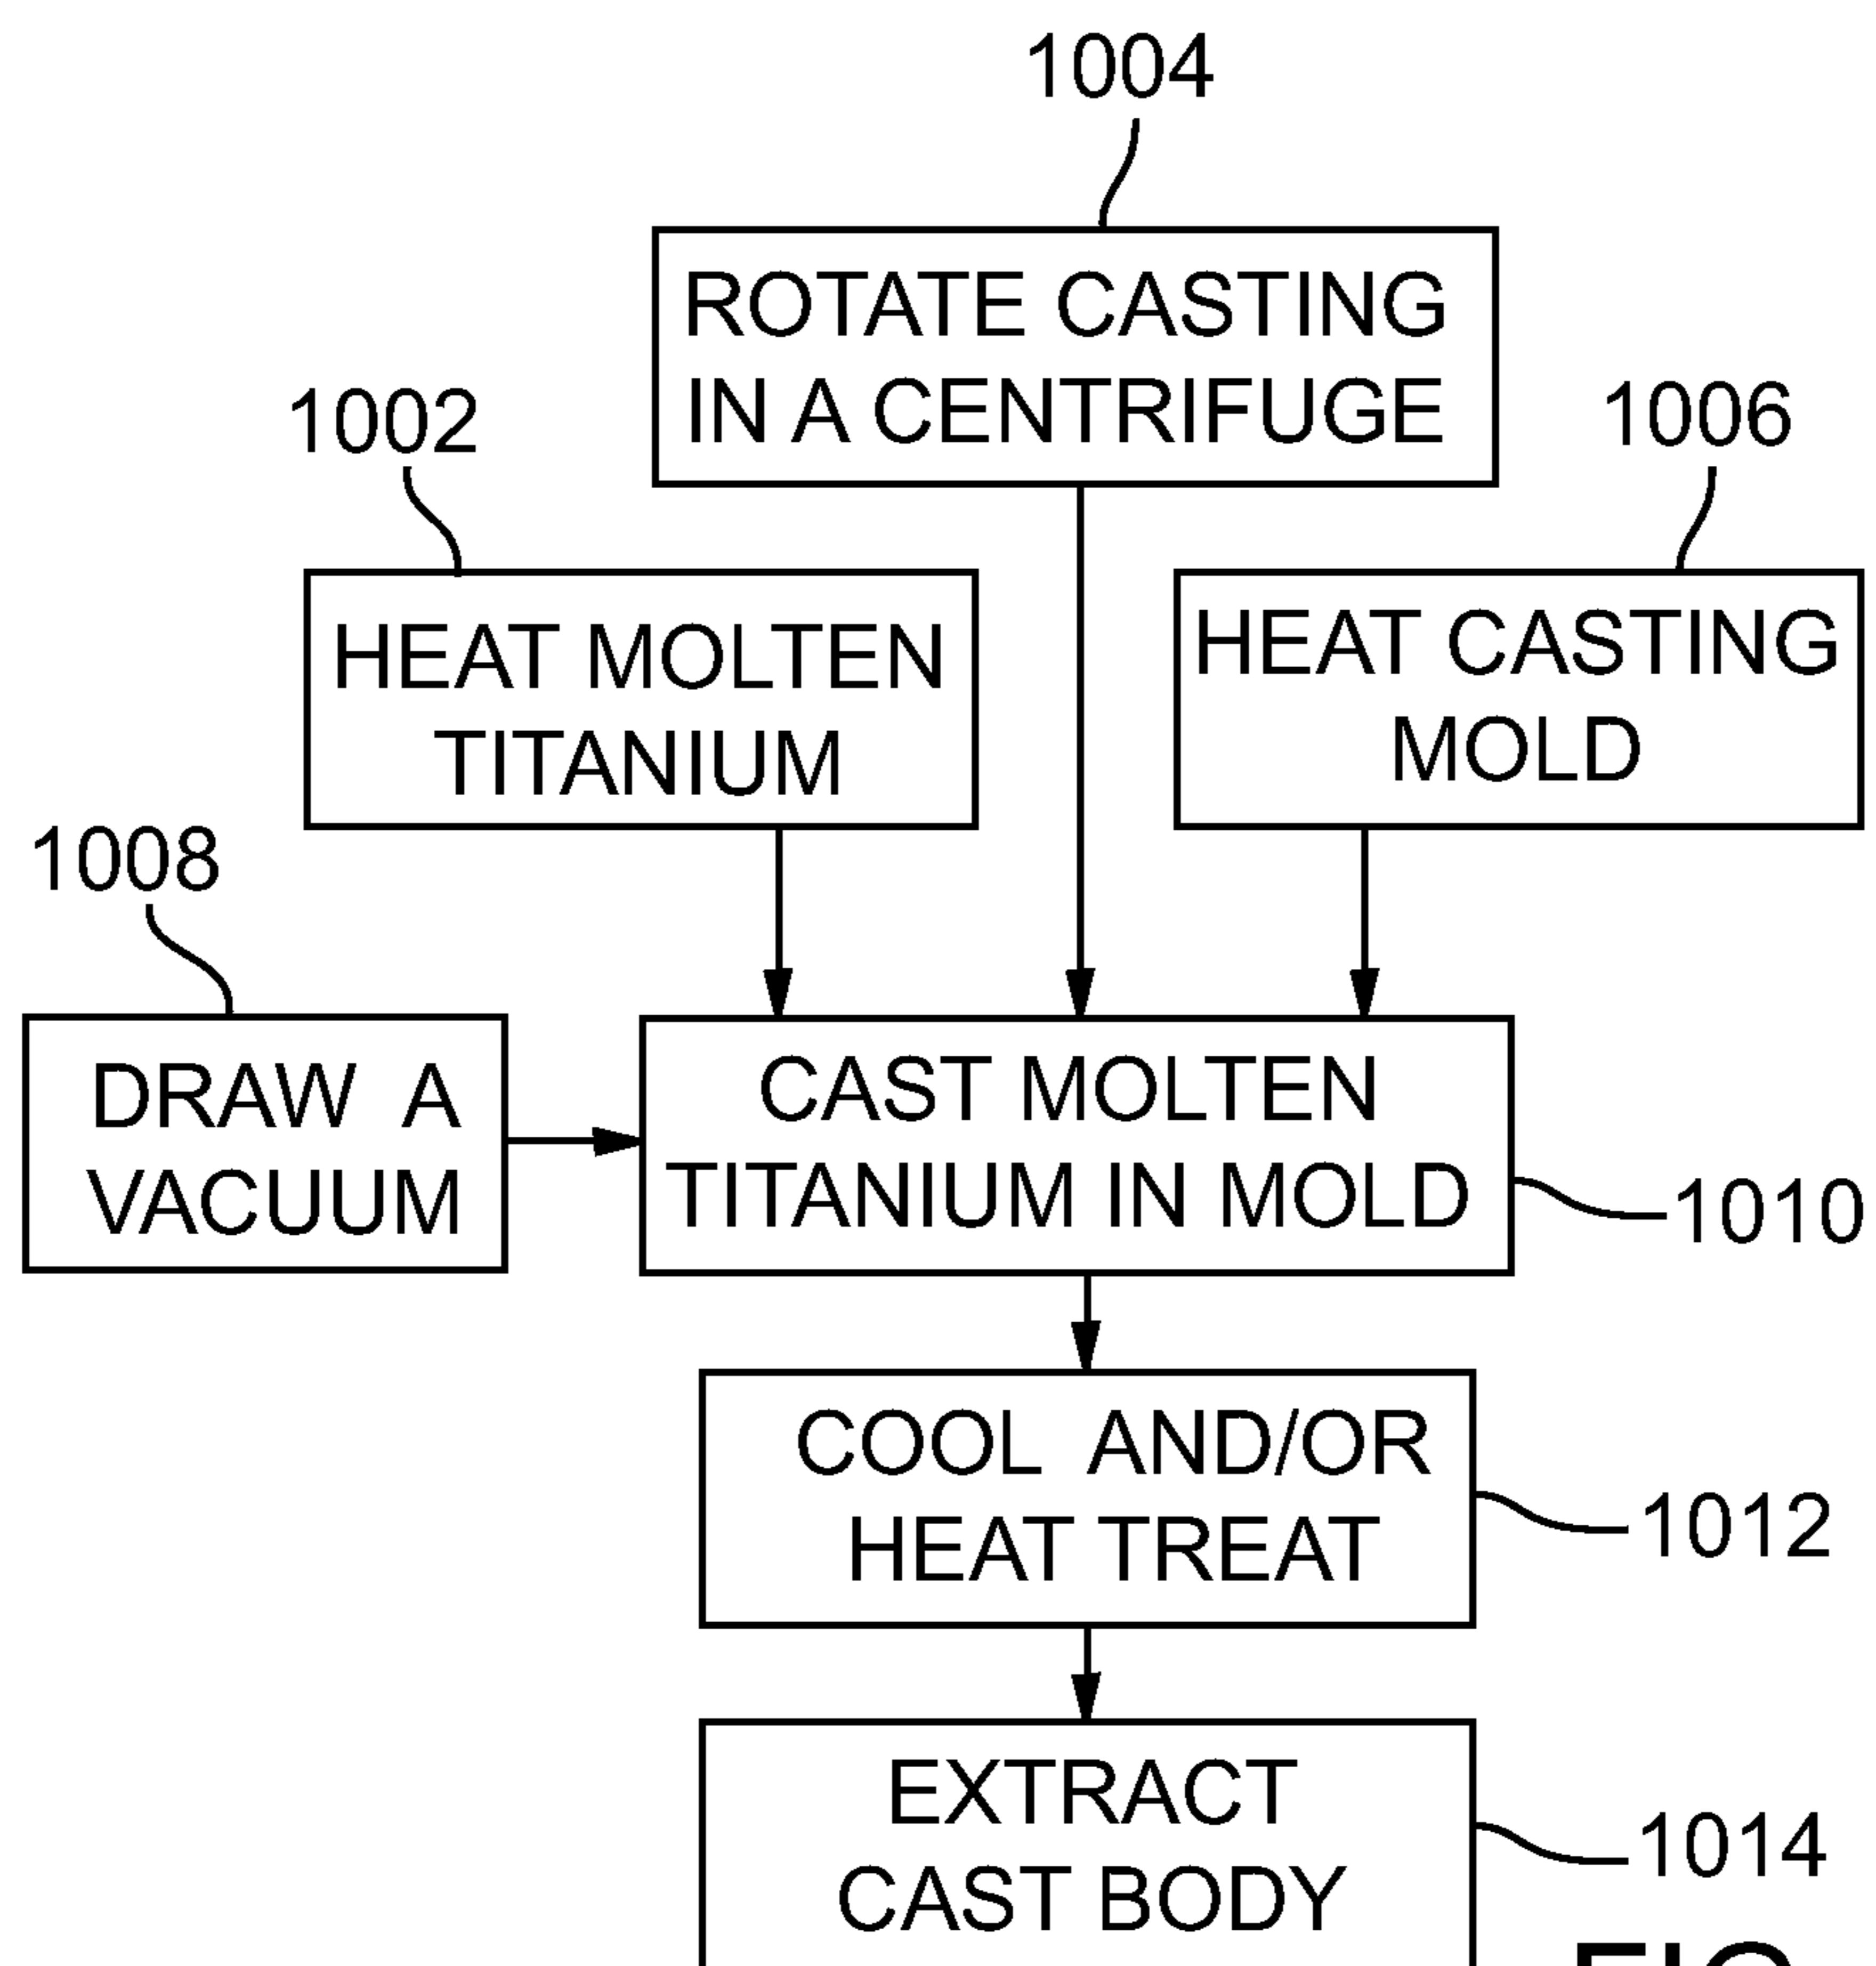 1004
ROTATE CASTING
IN A CENTRIFUGE
1002
1006
HEAT MOLTEN
TITANIUM
HEAT CASTING
MOLD
1008
DRAW A
VACUUM
CAST MOLTEN
TITANIUM IN MOLD
1010
COOL AND/OR
HEAT TREAT
1012
EXTRACT
CAST BODY
1014